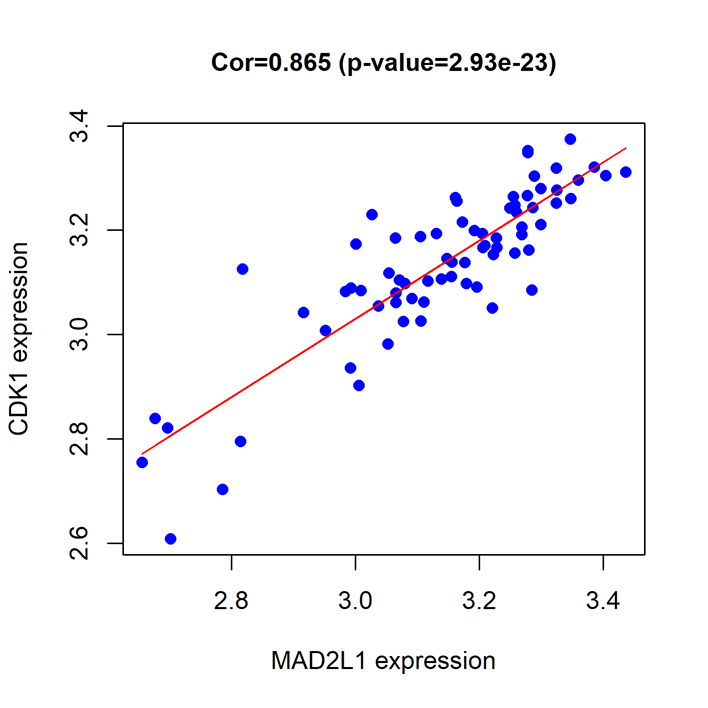 Cor=0.865 (p-value=2.93e-23)
3.4
3.2
3.0
2.8
2.6
CDK1 expression
2.8 3.0 3.2 3.4
MAD2L1 expression